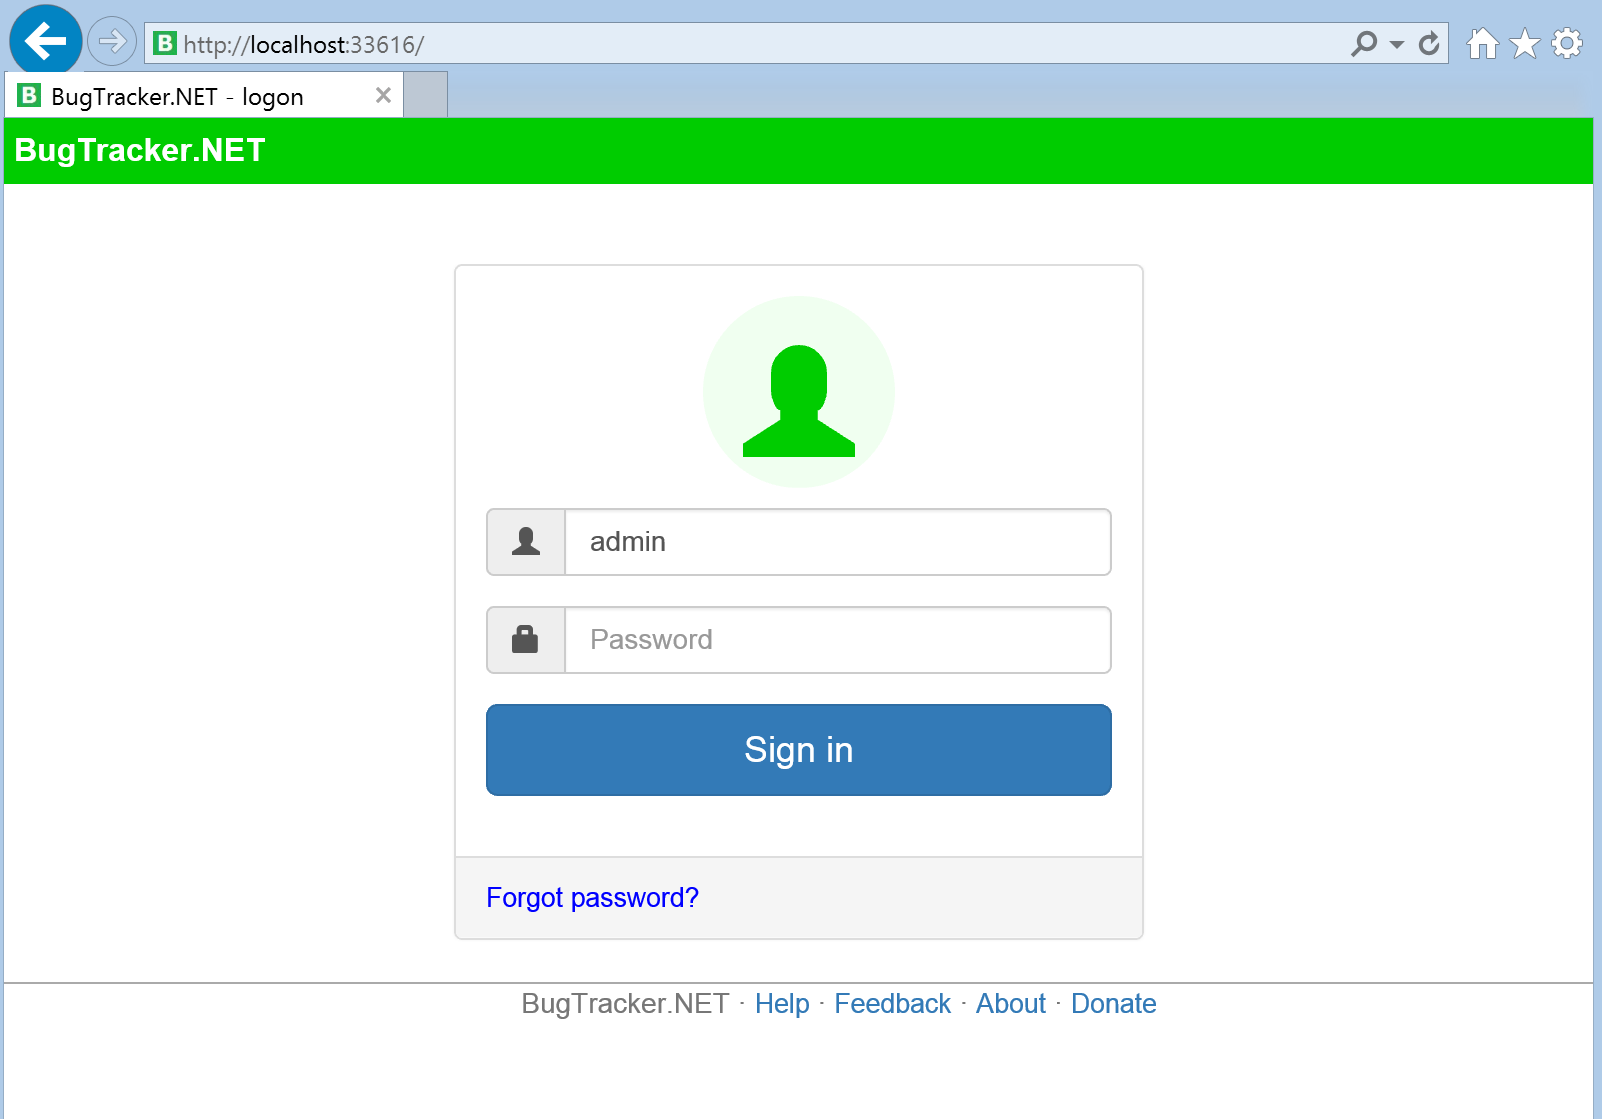 B http://localhost:33616/
B BugTracker.NET - logon
BugTracker.NET
admin
Password
Sign in
Forgot password?
BugTracker.NET · Help · Feedback · About · Donate